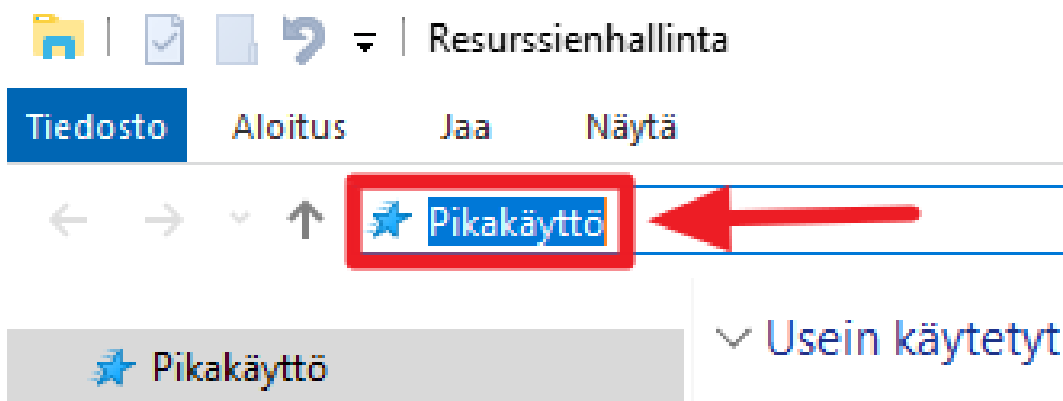 Resurssienhallinta
Tiedosto Aloitus Jaa Näytä
Pikakäyttö
Usein käytetyt
Pikakäyttö